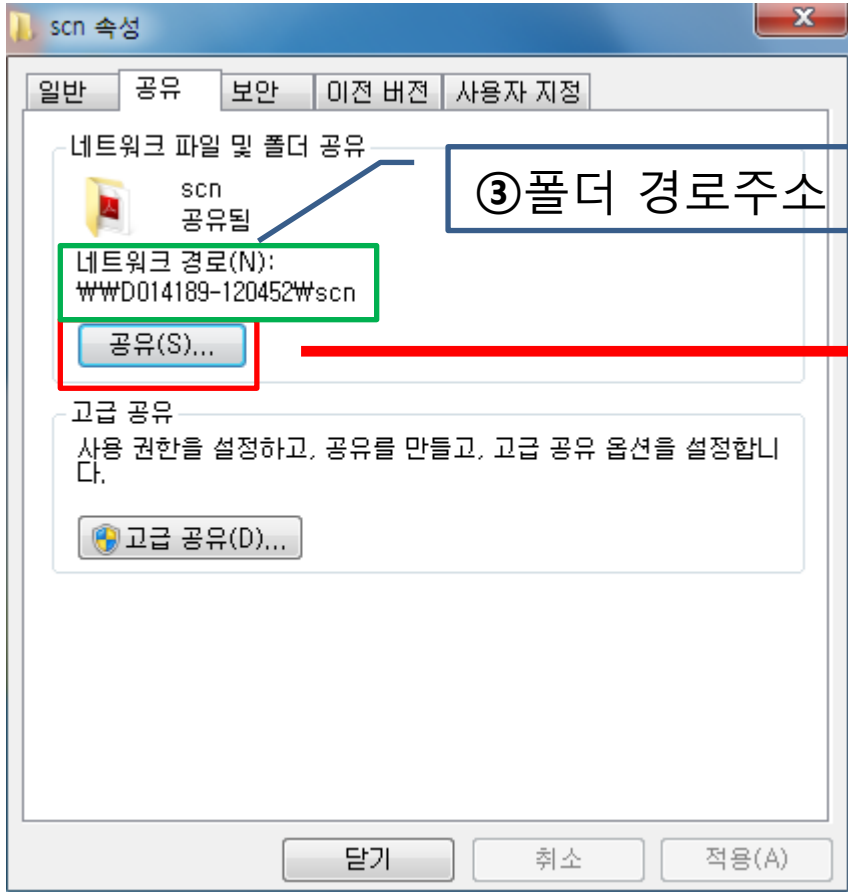 scn 속성
일반 공유 보안 이전 버전 사용자 지정
네트워크 파일 및 폴더 공유
③폴더 경로주소
scn
공유됨
네트워크 경로(N):
₩₩D014189-120452₩scn
공유(S)...
고급 공유
사용 권한을 설정하고, 공유를 만들고, 고급 공유 옵션을 설정합니
다.
고급 공유(D)...
닫기 취소 적용(A)